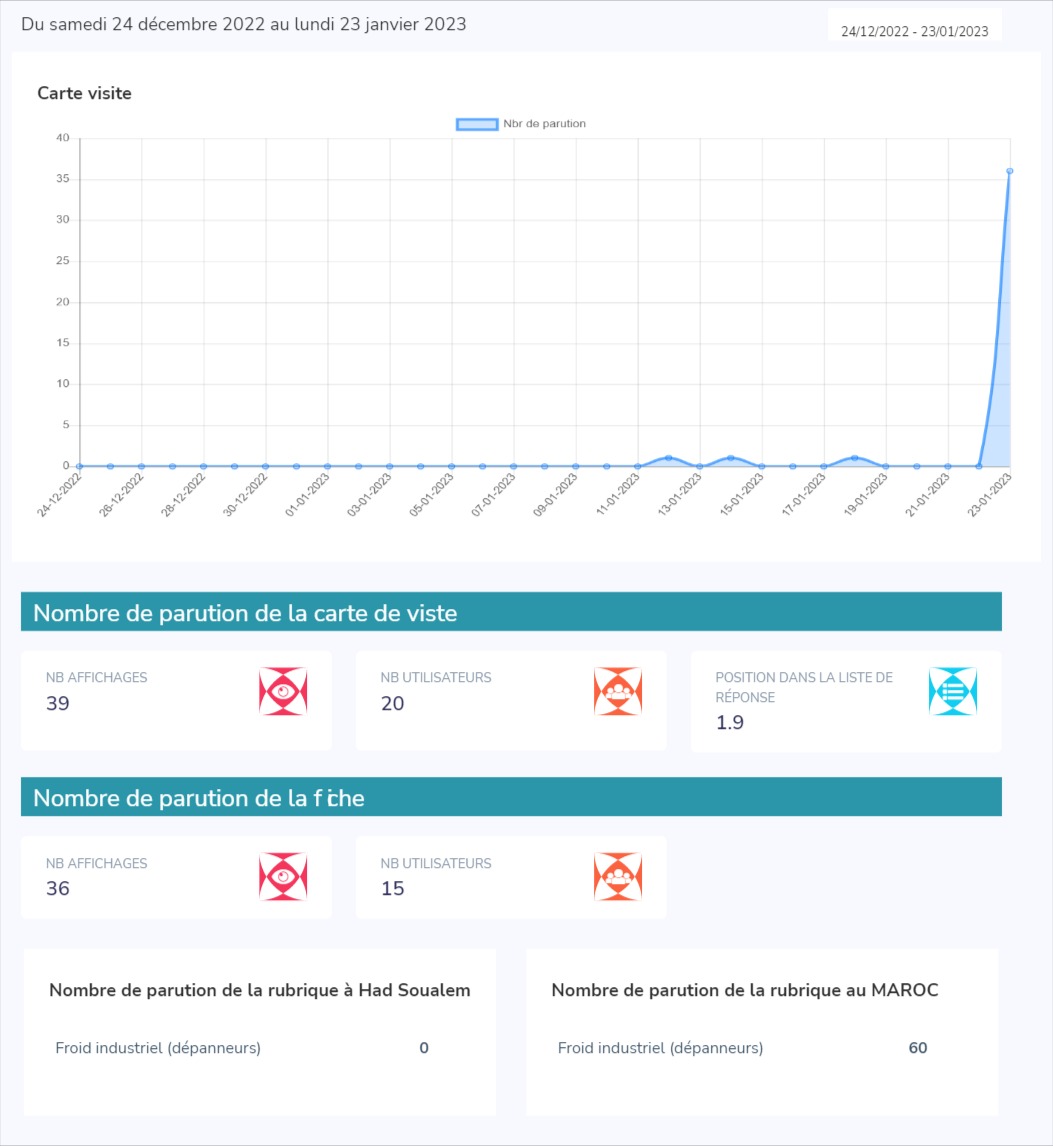 Du samedi 24 décembre 2022 au lundi 23 janvier 2023
24/12/2022 - 23/01/2023
Carte visite
Nbr de parution
40
35
30
25
20
15
10
5
0
24-12-2022
26-12-2022
28-12-2022
30-12-2022
01-01-2023
03-01-2023
05-01-2023
07-01-2023
09-01-2023
11-01-2023
13-01-2023
15-01-2023
17-01-2023
19-01-2023
21-01-2023
23-01-2023
Nombre de parution de la carte de viste
NB AFFICHAGES
39
NB UTILISATEURS
20
POSITION DANS LA LISTE DE
RÉPONSE
1.9
Nombre de parution de la fiche
NB AFFICHAGES
36
NB UTILISATEURS
15
Nombre de parution de la rubrique à Had Soualem
Froid industriel (dépanneurs) 0
Nombre de parution de la rubrique au MAROC
Froid industriel (dépanneurs) 60